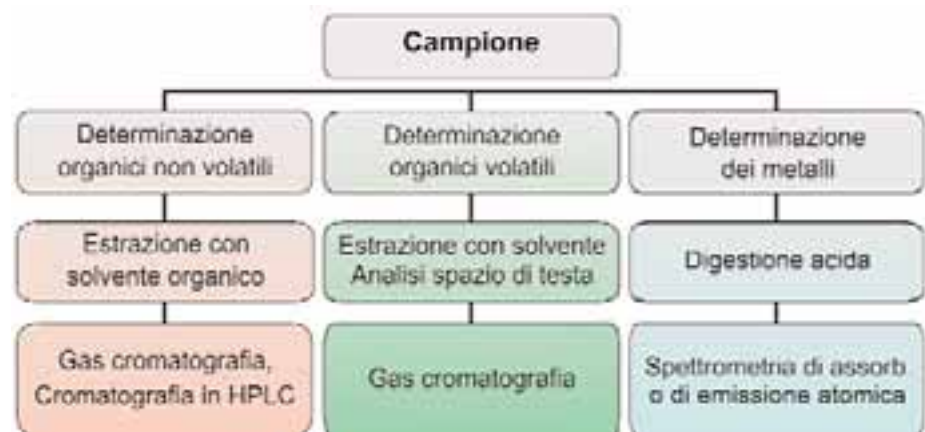 Campione
Determinazione
organici non volatili
Determinazione
organici volatili
Determinazione
dei metalli
Estrazione con
solvente organico
Estrazione con solvente
Analisi spazio di testa
Digestione acida
Gas cromatografia,
Cromatografia in HPLC
Gas cromatografia
Spettrometria di assorb
o di emissione atomica